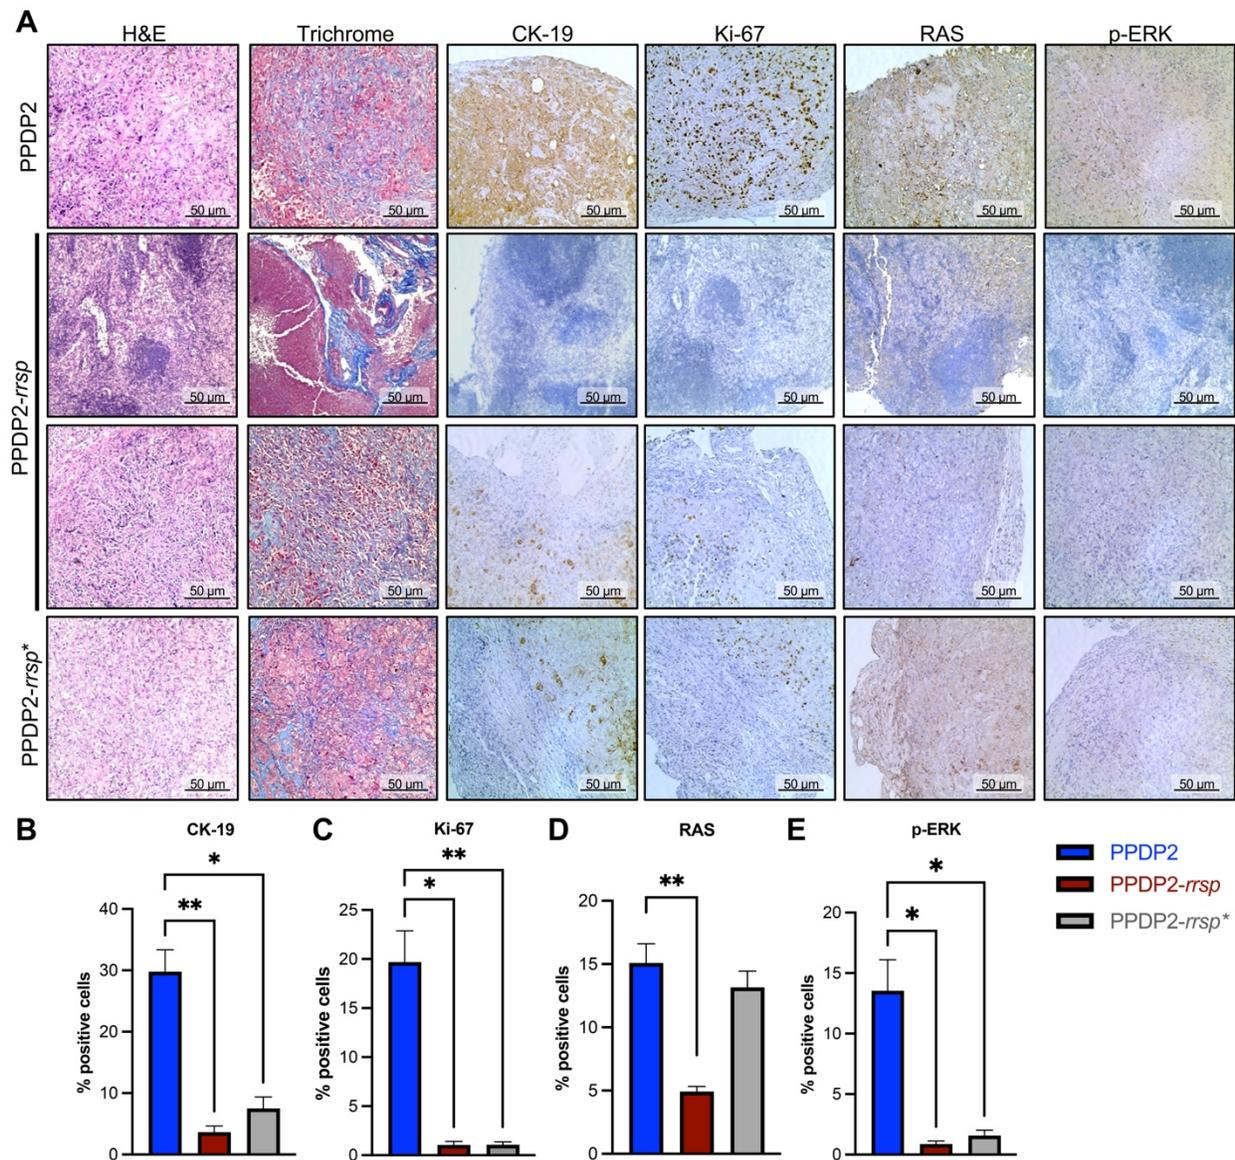 A
H&E Trichrome CK-19 Ki-67 RAS p-ERK
PPDP2
50 µm 50 µm 50 µm 50 µm 50 µm 50 µm
PPDP2-rrsp
50 µm 50 µm 50 µm 50 µm 50 µm 50 µm
50 µm 50 µm 50 µm 50 µm 50 µm 50 µm
PPDP2-rrsp*
50 µm 50 µm 50 µm 50 µm 50 µm 50 µm
B
CK-19
% positive cells
40
30
20
10
0
*
**
C
Ki-67
% positive cells
25
20
15
10
5
0
**
*
D
RAS
% positive cells
20
15
10
5
0
**
E
p-ERK
% positive cells
20
15
10
5
0
*
*
PPDP2
PPDP2-rrsp
PPDP2-rrsp*